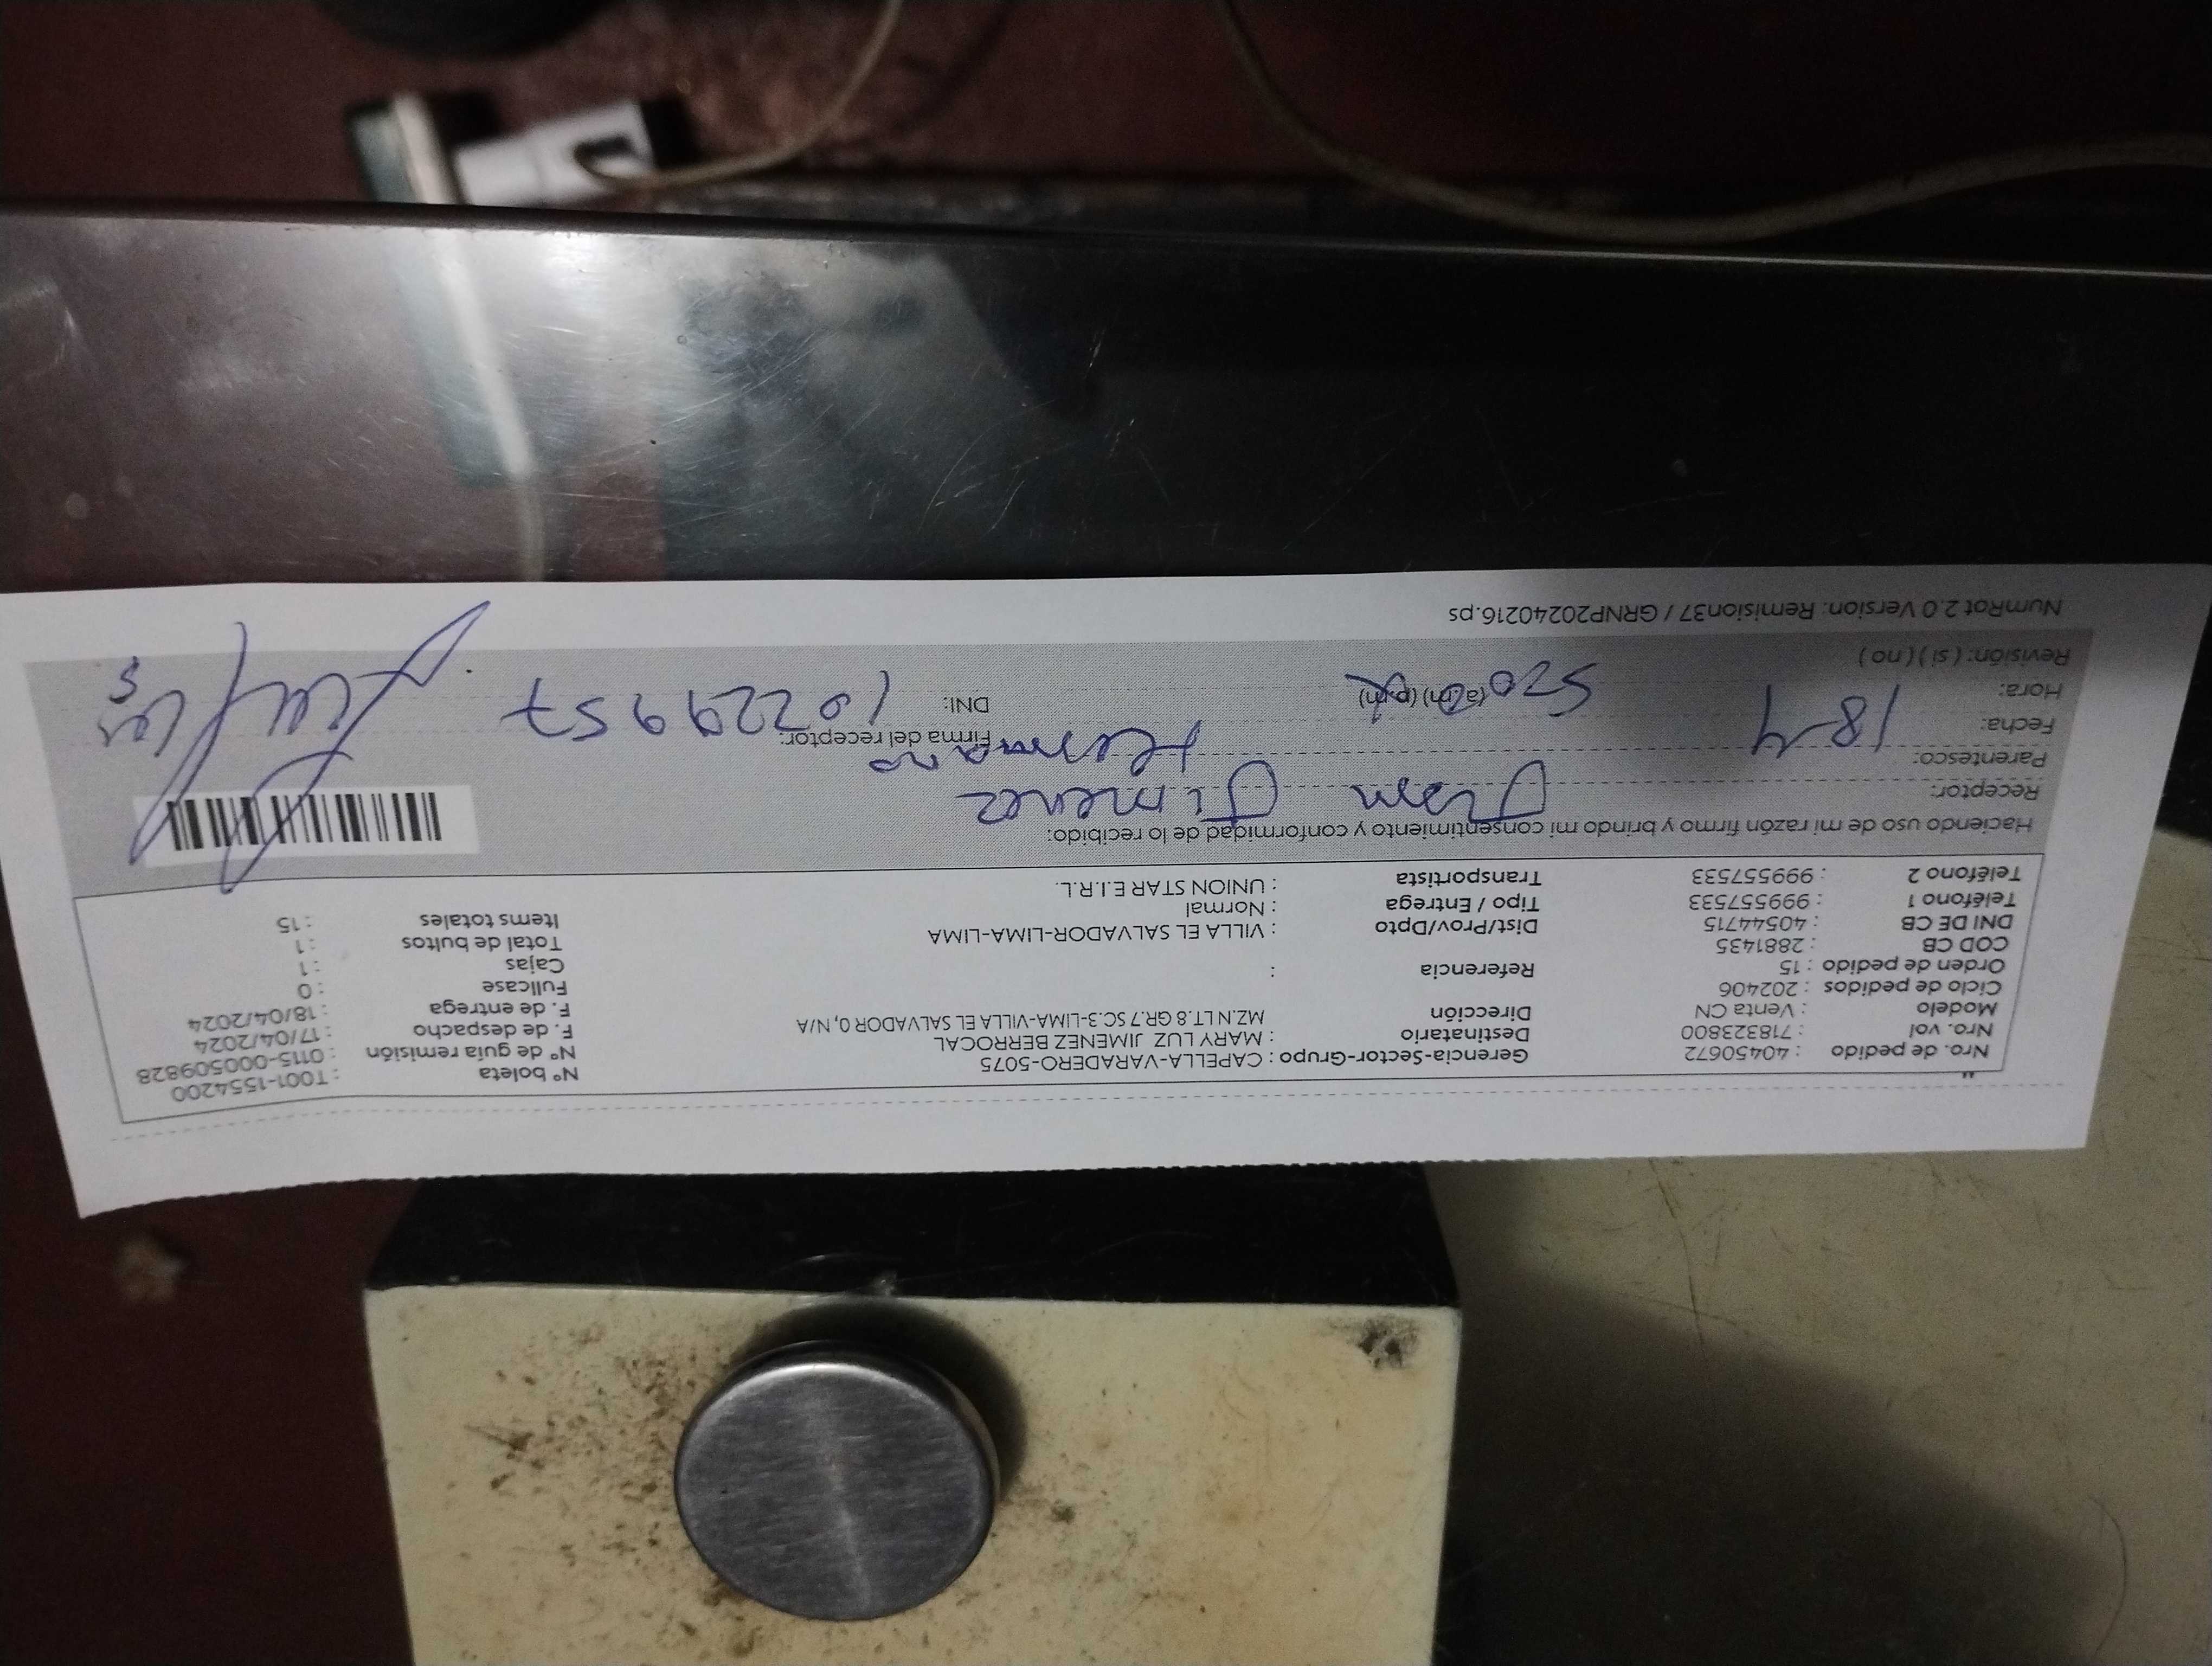 Nro. de pedido : 40450672 Gerencia-Sector-Grupo : CAPELLA-VARADERO-5075 Nº boleta : T001-1554200
Nro. vol : 718323800 Destinatario : MARY LUZ JIMENEZ BERROCAL Nº de guía remisión : 0115-000509828
Modelo : Venta CN Dirección MZ.N LT.8 GR.7 SC.3-LIMA-VILLA EL SALVADOR 0, N/A F. de despacho : 17/04/2024
Ciclo de pedidos : 202406 F. de entrega : 18/04/2024
Orden de pedido : 15 Referencia : Fullcase : 0
COD CB : 2881435 Cajas : 1
DNI DE CB : 40544715 Dist/Prov/Dpto : VILLA EL SALVADOR-LIMA-LIMA Total de bultos : 1
Teléfono 1 : 999557533 Tipo / Entrega : Normal Items totales : 15
Teléfono 2 : 999557533 Transportista : UNION STAR E.I.R.L.
Haciendo uso de mi razón firmo y brindo mi consentimiento y conformidad de lo recibido:
Receptor: Jimenez
Parentesco: Hermano
Fecha: 18-4 Firma del receptor:
Hora: 520 (a.m) (p.m) DNI: 10229957
Revisión: ( si ) ( no )
NumRot 2.0 Version: Remision37 / GRNP20240216.ps